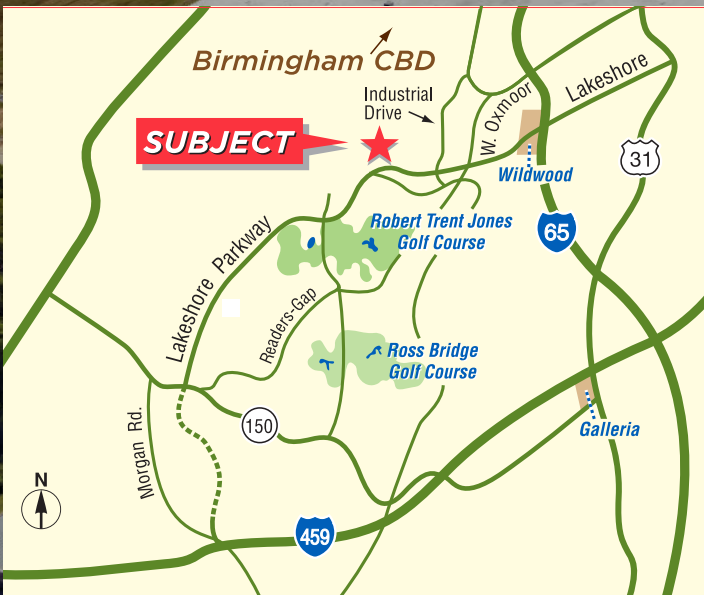 Birmingham CBD
Industrial
Drive
W. Oxmoor
Lakeshore
SUBJECT
31
Wildwood
65
Robert Trent Jones
Golf Course
Lakeshore Parkway
Readers-Gap
Ross Bridge
Golf Course
Morgan Rd.
150
Galleria
N
459